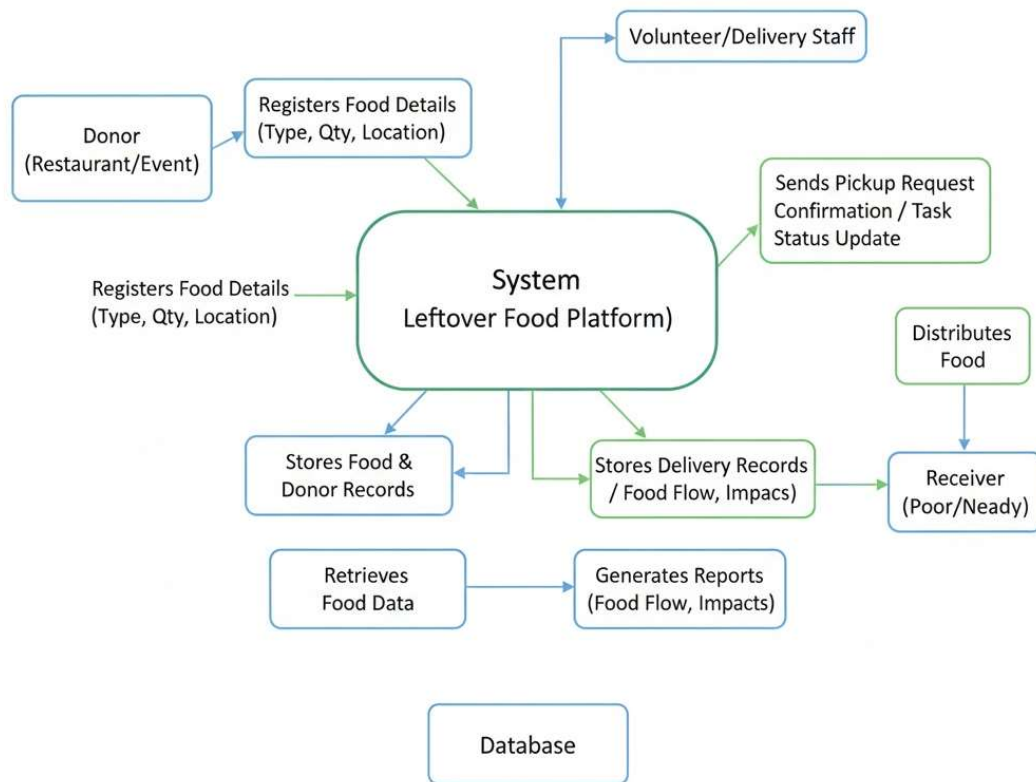 Volunteer/Delivery Staff
Donor
(Restaurant/Event)
Registers Food Details
(Type, Qty, Location)
Sends Pickup Request
Confirmation / Task
Status Update
System
Leftover Food Platform)
Registers Food Details
(Type, Qty, Location)
Distributes
Food
Stores Food &
Donor Records
Stores Delivery Records
/ Food Flow, Impacs)
Receiver
(Poor/Neady)
Retrieves
Food Data
Generates Reports
(Food Flow, Impacts)
Database